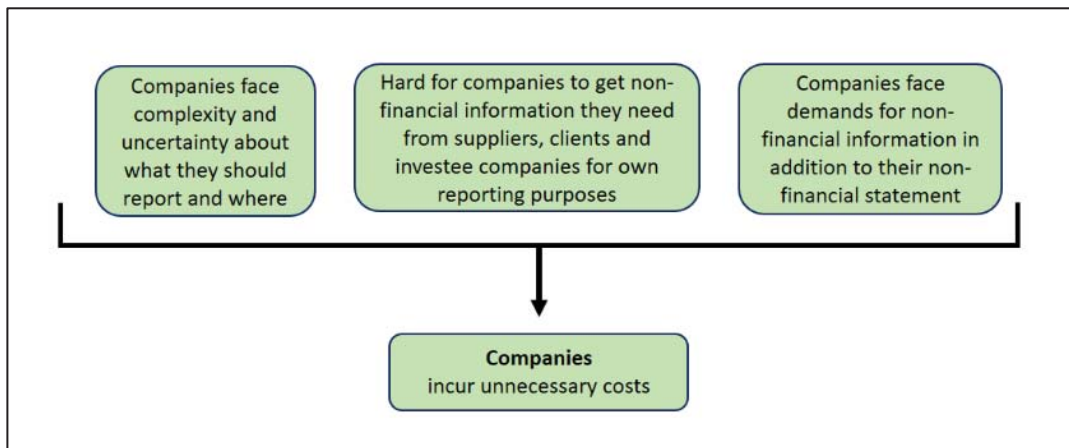 Companies face
complexity and
uncertainty about
what they should
report and where
Hard for companies to get non-
financial information they need
from suppliers, clients and
investee companies for own
reporting purposes
Companies face
demands for non-
financial information in
addition to their non-
financial statement
Companies
incur unnecessary costs